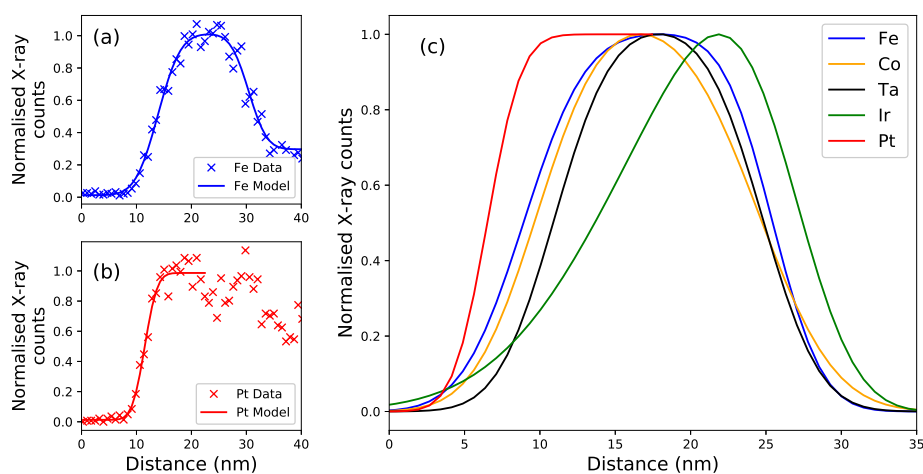 Normalised X-ray
counts
1.0
0.8
0.6
0.4
0.2
0.0
(a)
Fe Data
Fe Model
0 10 20 30 40
Normalised X-ray
counts
1.0
0.8
0.6
0.4
0.2
0.0
(b)
Pt Data
Pt Model
0 10 20 30 40
Distance (nm)
Normalised X-ray counts
1.0
0.8
0.6
0.4
0.2
0.0
(c)
Fe
Co
Ta
Ir
Pt
0 5 10 15 20 25 30 35
Distance (nm)